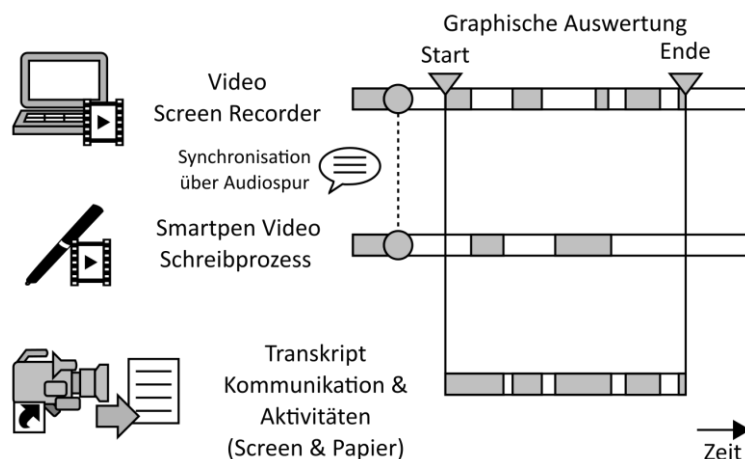 Graphische Auswertung
Start
Ende
Video
Screen Recorder
Synchronisation
über Audiospur
Smartpen Video
Schreibprozess
Transkript
Kommunikation &
Aktivitäten
(Screen & Papier)
Zeit